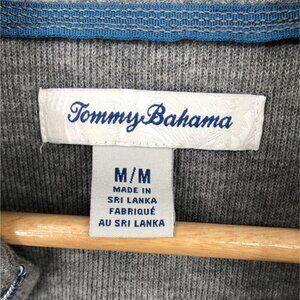 Tommy Bahama
M/M
MADE IN
SRI LANKA
FABRIQUÉ
AU SRI LANKA